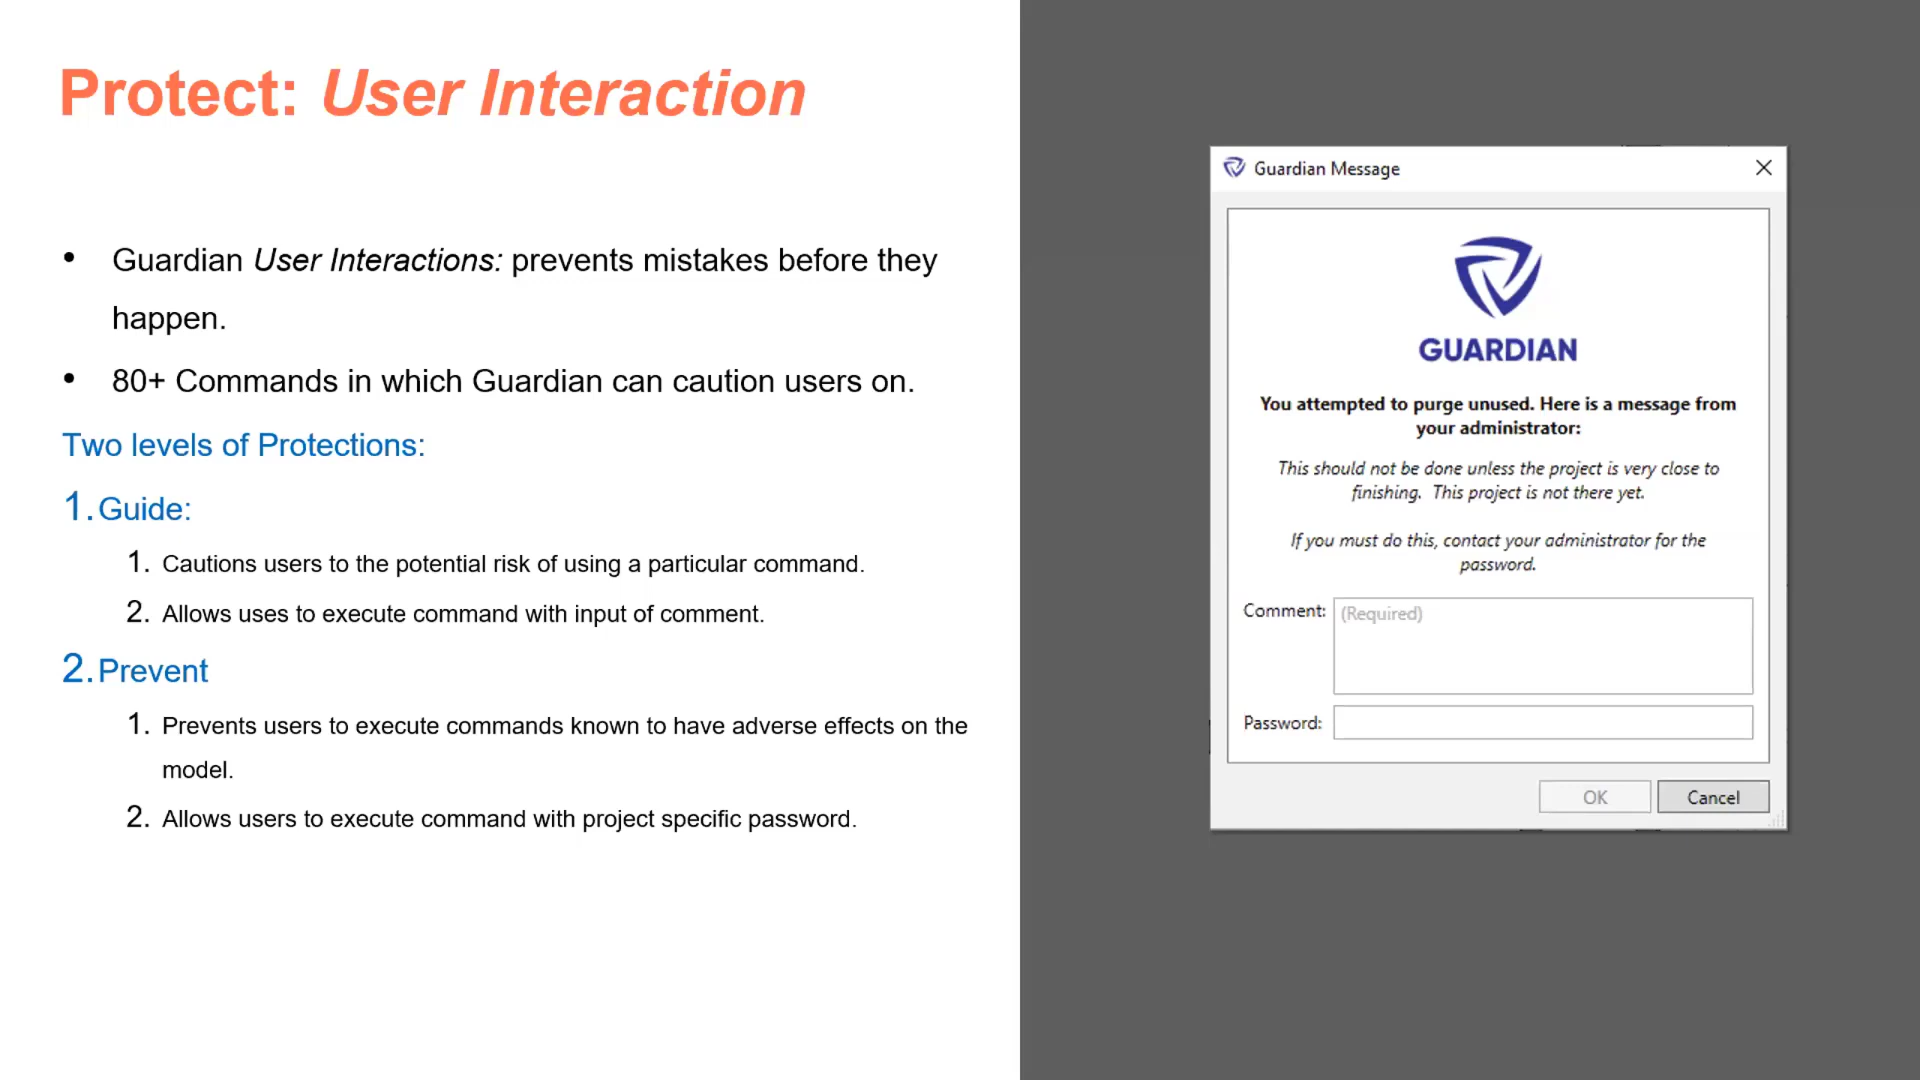 Protect: User Interaction
• Guardian User Interactions: prevents mistakes before they
happen.
• 80+ Commands in which Guardian can caution users on.
Two levels of Protections:
1. Guide:
1. Cautions users to the potential risk of using a particular command.
2. Allows uses to execute command with input of comment.
2. Prevent
1. Prevents users to execute commands known to have adverse effects on the
model.
2. Allows users to execute command with project specific password.
Guardian Message
GUARDIAN
You attempted to purge unused. Here is a message from
your administrator:
This should not be done unless the project is very close to
finishing. This project is not there yet.
If you must do this, contact your administrator for the
password.
Comment: (Required)
Password:
OK Cancel